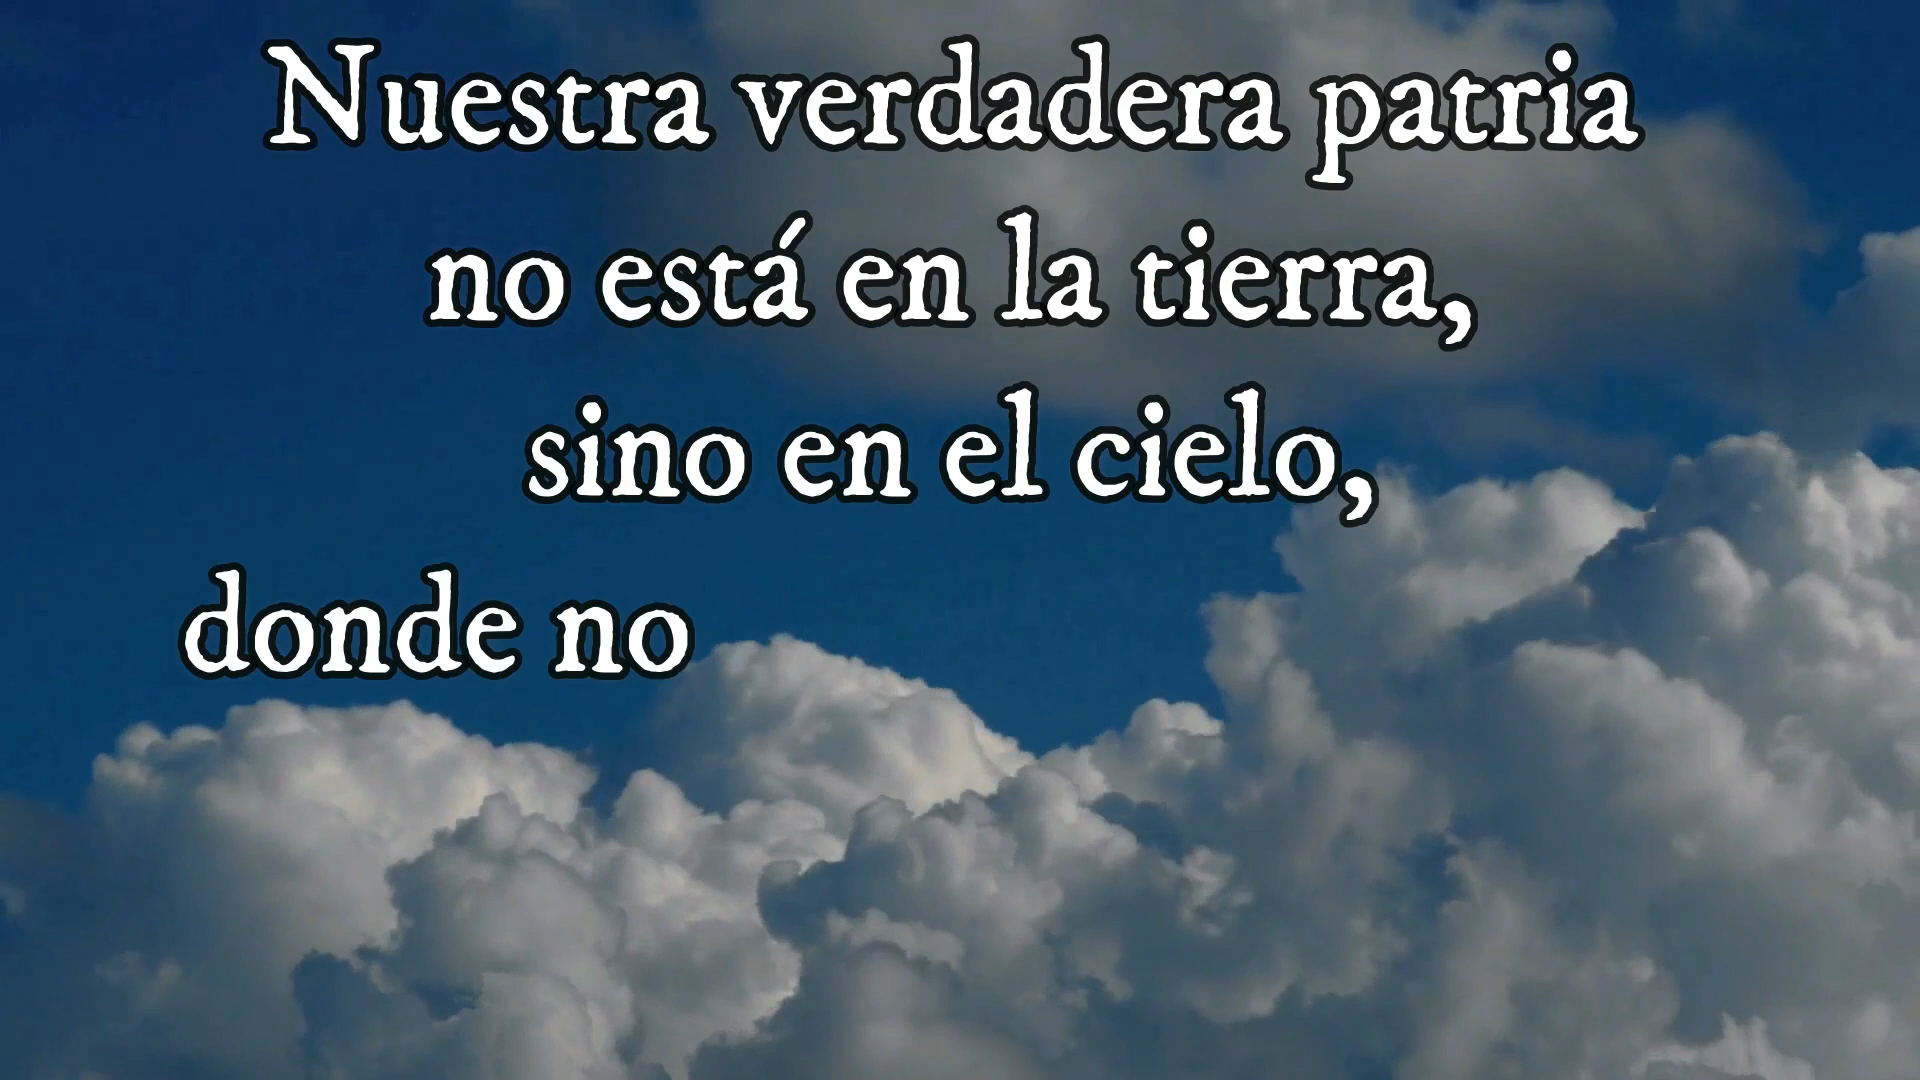 Nuestra verdadera patria
no está en la tierra,
sino en el cielo,
donde no